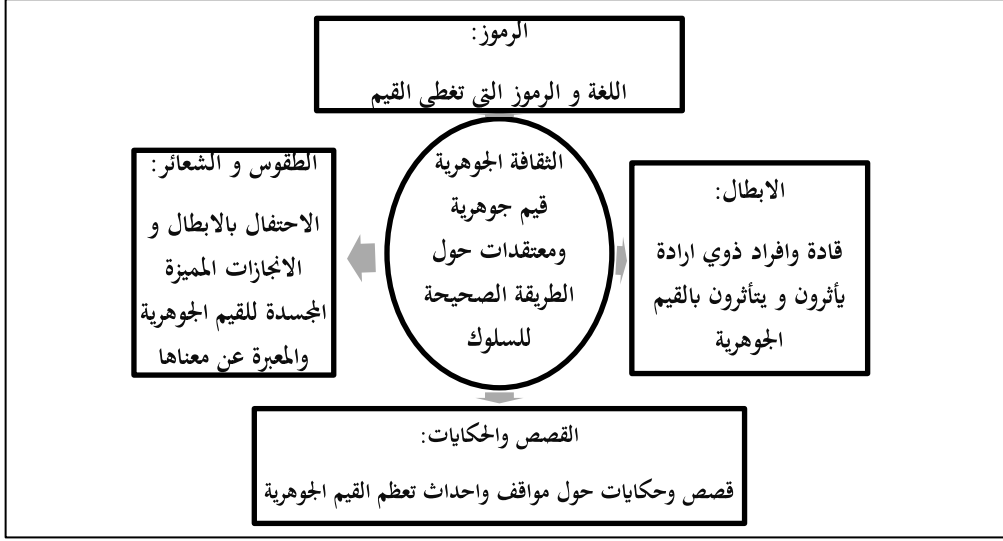 الرموز:
اللغة و الرموز التي تغطي القيم
الطقوس و الشعائر:
الاحتفال بالابطال و
الانجازات المميزة
المجسدة للقيم الجوهرية
والمعبرة عن معناها
الثقافة الجوهرية
قيم جوهرية
ومعتقدات حول
الطريقة الصحيحة
للسلوك
الابطال:
قادة وافراد ذوي ارادة
يأثرون و يتأثرون بالقيم
الجوهرية
القصص والحكايات:
قصص وحكايات حول مواقف واحداث تعظم القيم الجوهرية